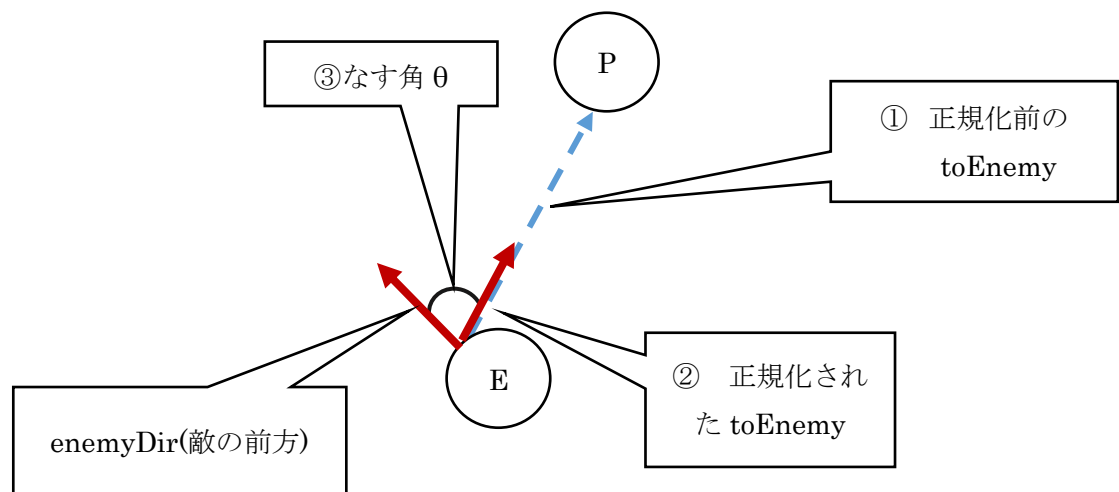 ③なす角 θ
P
① 正規化前の
toEnemy
E
② 正規化され
た toEnemy
enemyDir(敵の前方)